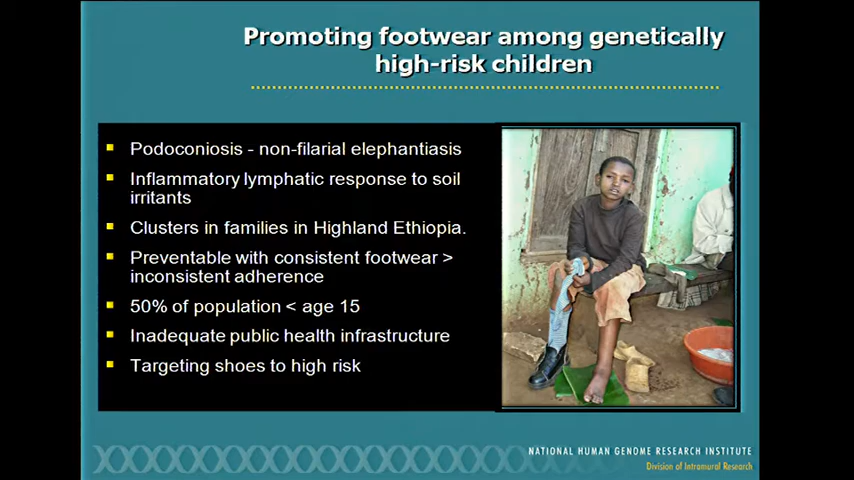 Promoting footwear among genetically
high-risk children
Podoconiosis - non-filarial elephantiasis
Inflammatory lymphatic response to soil
irritants
Clusters in families in Highland Ethiopia.
Preventable with consistent footwear >
inconsistent adherence
50% of population < age 15
Inadequate public health infrastructure
Targeting shoes to high risk
NATIONAL HUMAN GENOME RESEARCH INSTITUTE
Division of Intramural Research